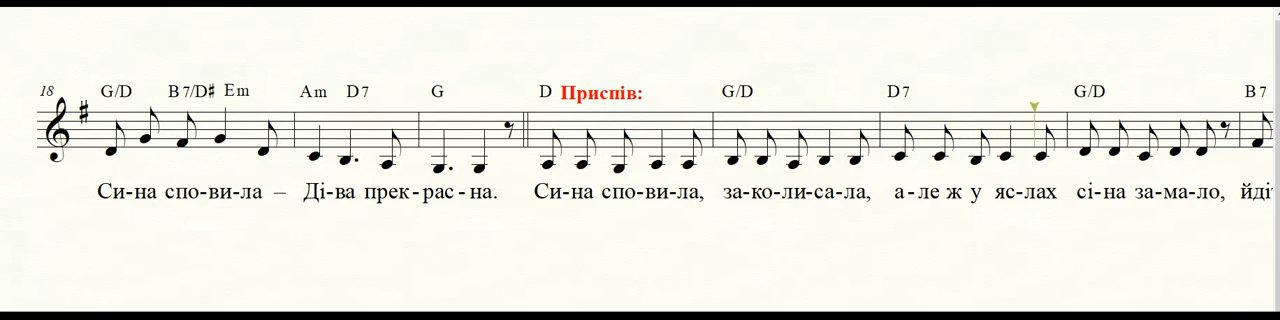 18 G/D B7/D♯ Em Am D7 G D Приспів: G/D D7 G/D B7
Си-на спо-ви-ла – Ді-ва прек-рас-на. Си-на спо-ви-ла, за-ко-ли-са-ла, а-ле ж у яс-лах сі-на за-ма-ло,